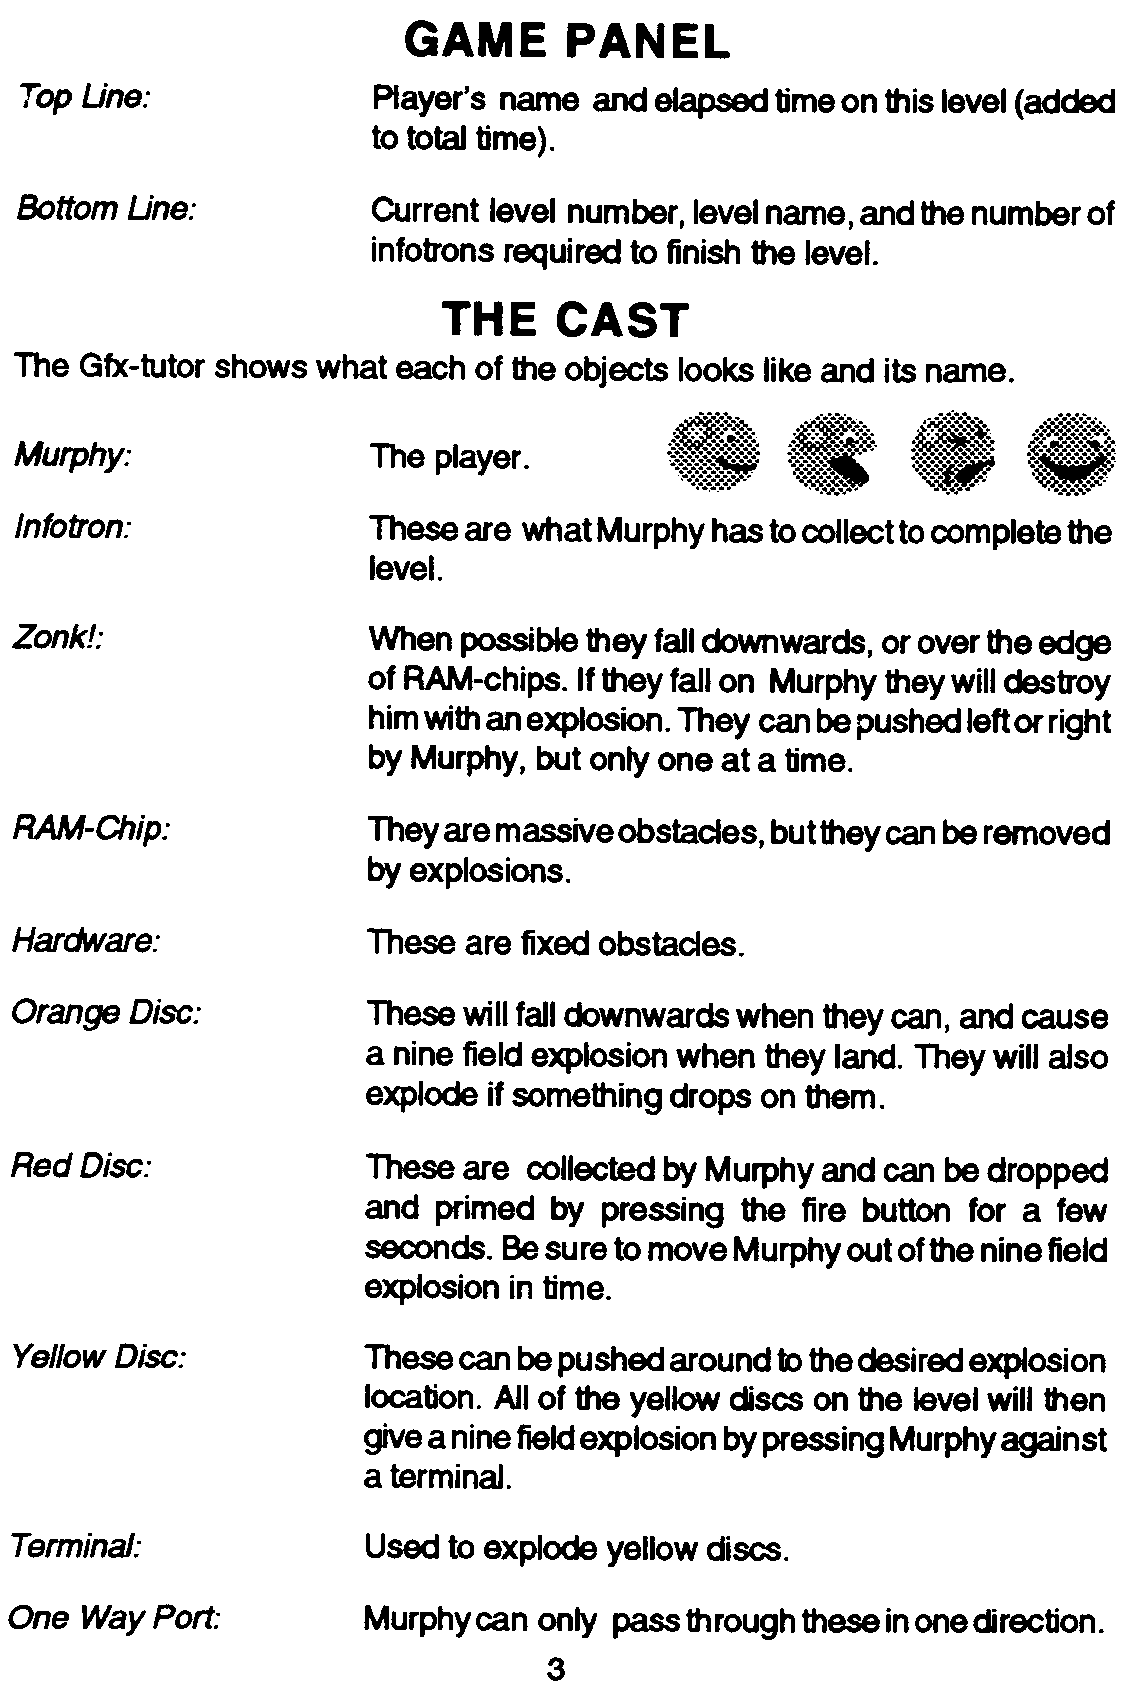 GAME PANEL
Top Line: Player's name and elapsed time on this level (added
to total time).
Bottom Line: Current level number, level name, and the number of
infotrons required to finish the level.
THE CAST
The Gfx-tutor shows what each of the objects looks like and its name.
Murphy: The player.
Infotron: These are what Murphy has to collect to complete the
level.
Zonk!: When possible they fall downwards, or over the edge
of RAM-chips. If they fall on Murphy they will destroy
him with an explosion. They can be pushed left or right
by Murphy, but only one at a time.
RAM-Chip: They are massive obstacles, but they can be removed
by explosions.
Hardware: These are fixed obstacles.
Orange Disc: These will fall downwards when they can, and cause
a nine field explosion when they land. They will also
explode if something drops on them.
Red Disc: These are collected by Murphy and can be dropped
and primed by pressing the fire button for a few
seconds. Be sure to move Murphy out of the nine field
explosion in time.
Yellow Disc: These can be pushed around to the desired explosion
location. All of the yellow discs on the level will then
give a nine field explosion by pressing Murphy against
a terminal.
Terminal: Used to explode yellow discs.
One Way Port: Murphy can only pass through these in one direction.
3